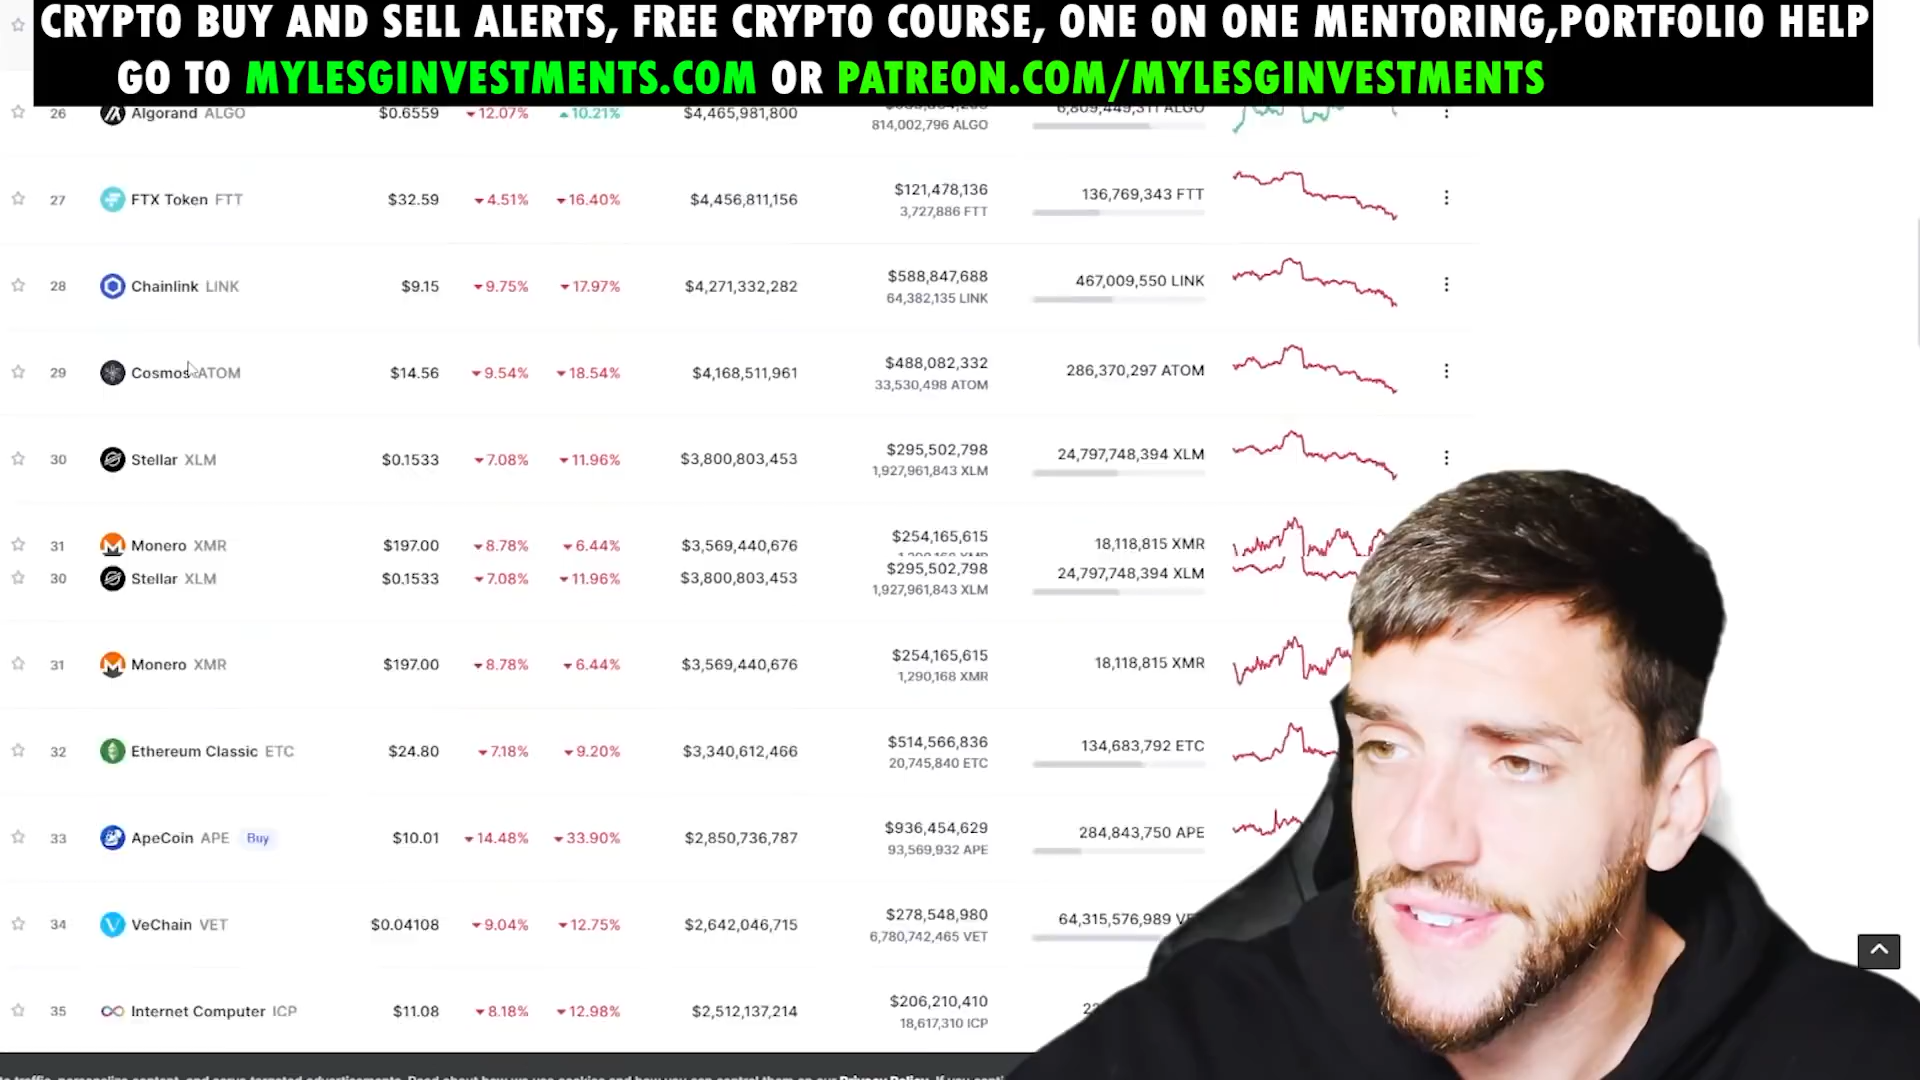 CRYPTO BUY AND SELL ALERTS, FREE CRYPTO COURSE, ONE ON ONE MENTORING,PORTFOLIO HELP
GO TO MYLESGINVESTMENTS.COM OR PATREON.COM/MYLESGINVESTMENTS
26 Algorand ALGO $0.6559 12.07% 10.21% $4,465,981,800 6,809,449,311 ALGO
814,002,796 ALGO
27 FTX Token FTT $32.59 4.51% 16.40% $4,456,811,156 $121,478,136 136,769,343 FTT
3,727,886 FTT
28 Chainlink LINK $9.15 9.75% 17.97% $4,271,332,282 $588,847,688 467,009,550 LINK
64,382,135 LINK
29 Cosmos ATOM $14.56 9.54% 18.54% $4,168,511,961 $488,082,332 286,370,297 ATOM
33,530,498 ATOM
30 Stellar XLM $0.1533 7.08% 11.96% $3,800,803,453 $295,502,798 24,797,748,394 XLM
1,927,961,843 XLM
31 Monero XMR $197.00 8.78% 6.44% $3,569,440,676 $254,165,615 18,118,815 XMR
30 Stellar XLM $0.1533 7.08% 11.96% $3,800,803,453 $295,502,798 24,797,748,394 XLM
1,927,961,843 XLM
31 Monero XMR $197.00 8.78% 6.44% $3,569,440,676 $254,165,615 18,118,815 XMR
1,290,168 XMR
32 Ethereum Classic ETC $24.80 7.18% 9.20% $3,340,612,466 $514,566,836 134,683,792 ETC
20,745,840 ETC
33 ApeCoin APE Buy $10.01 14.48% 33.90% $2,850,736,787 $936,454,629 284,843,750 APE
93,569,932 APE
34 VeChain VET $0.04108 9.04% 12.75% $2,642,046,715 $278,548,980 64,315,576,989
6,780,742,465 VET
35 Internet Computer ICP $11.08 8.18% 12.98% $2,512,137,214 $206,210,410
18,617,310 ICP